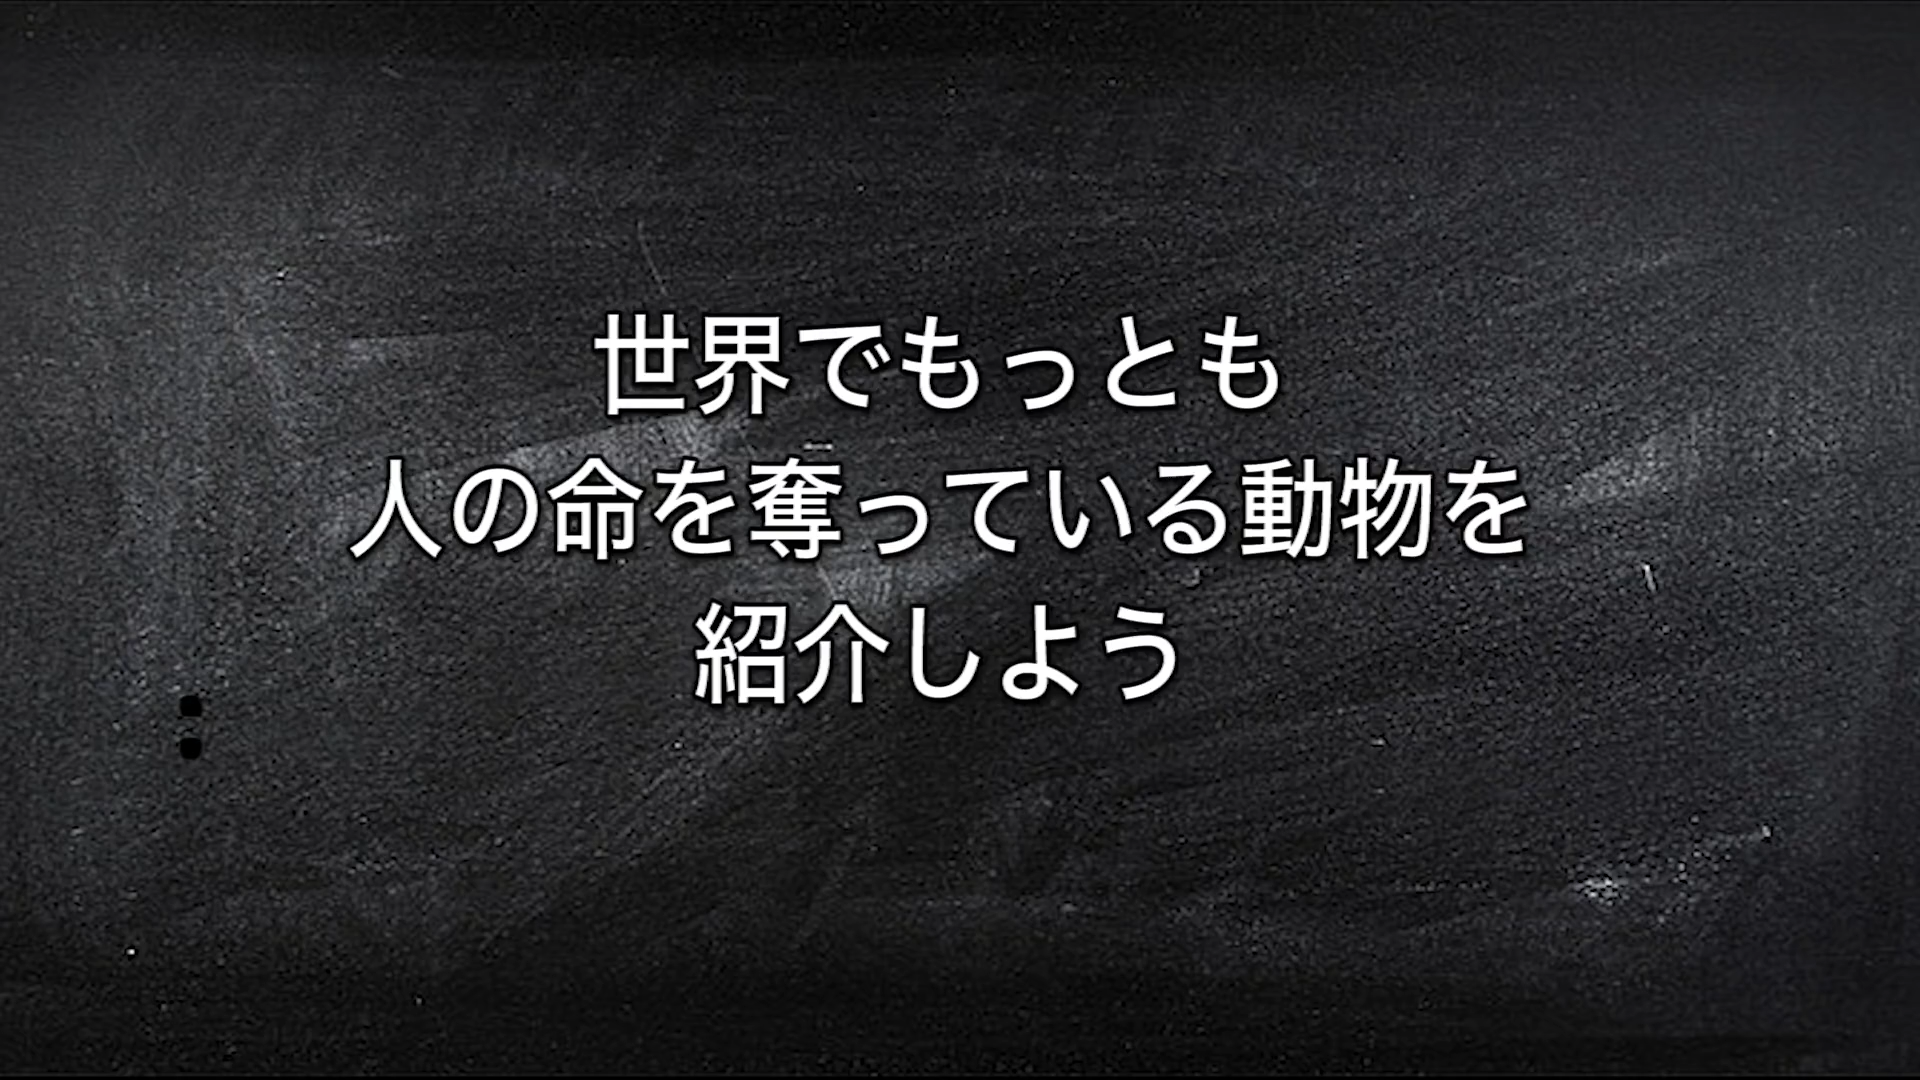 世界でもっとも
人の命を奪っている動物を
紹介しよう